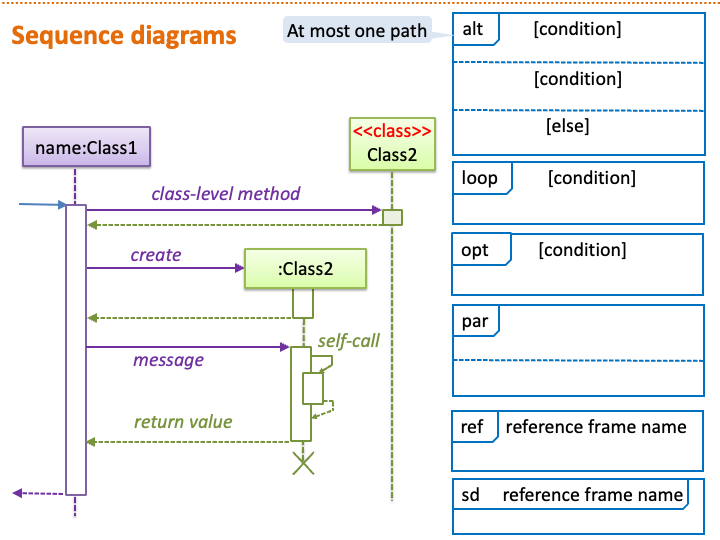 Sequence diagrams
At most one path
alt [condition]
[condition]
[else]
name:Class1
<<class>>
Class2
class-level method
create
:Class2
self-call
message
return value
loop [condition]
opt [condition]
par
ref reference frame name
sd reference frame name